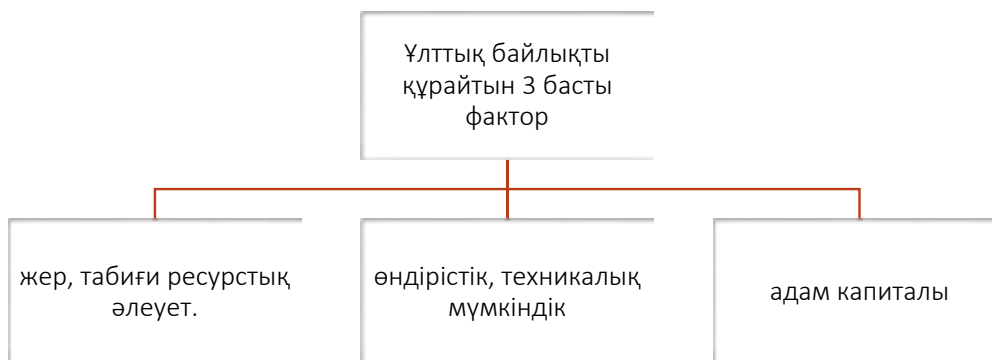 Ұлттық байлықты
құрайтын 3 басты
фактор
жер, табиғи ресурстық
әлеует.
өндірістік, техникалық
мүмкіндік
адам капиталы